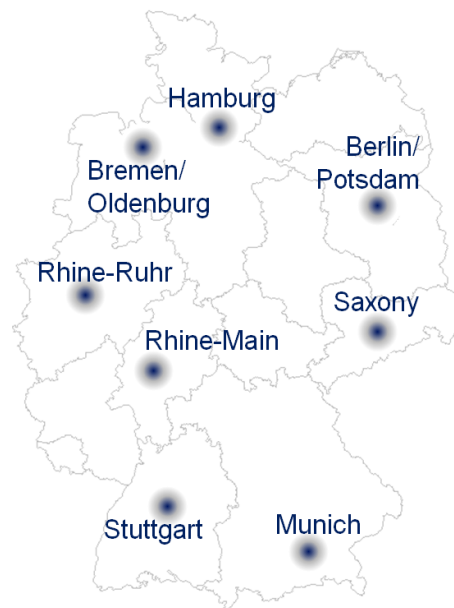 Hamburg
Berlin/
Potsdam
Bremen/
Oldenburg
Rhine-Ruhr
Saxony
Rhine-Main
Stuttgart
Munich